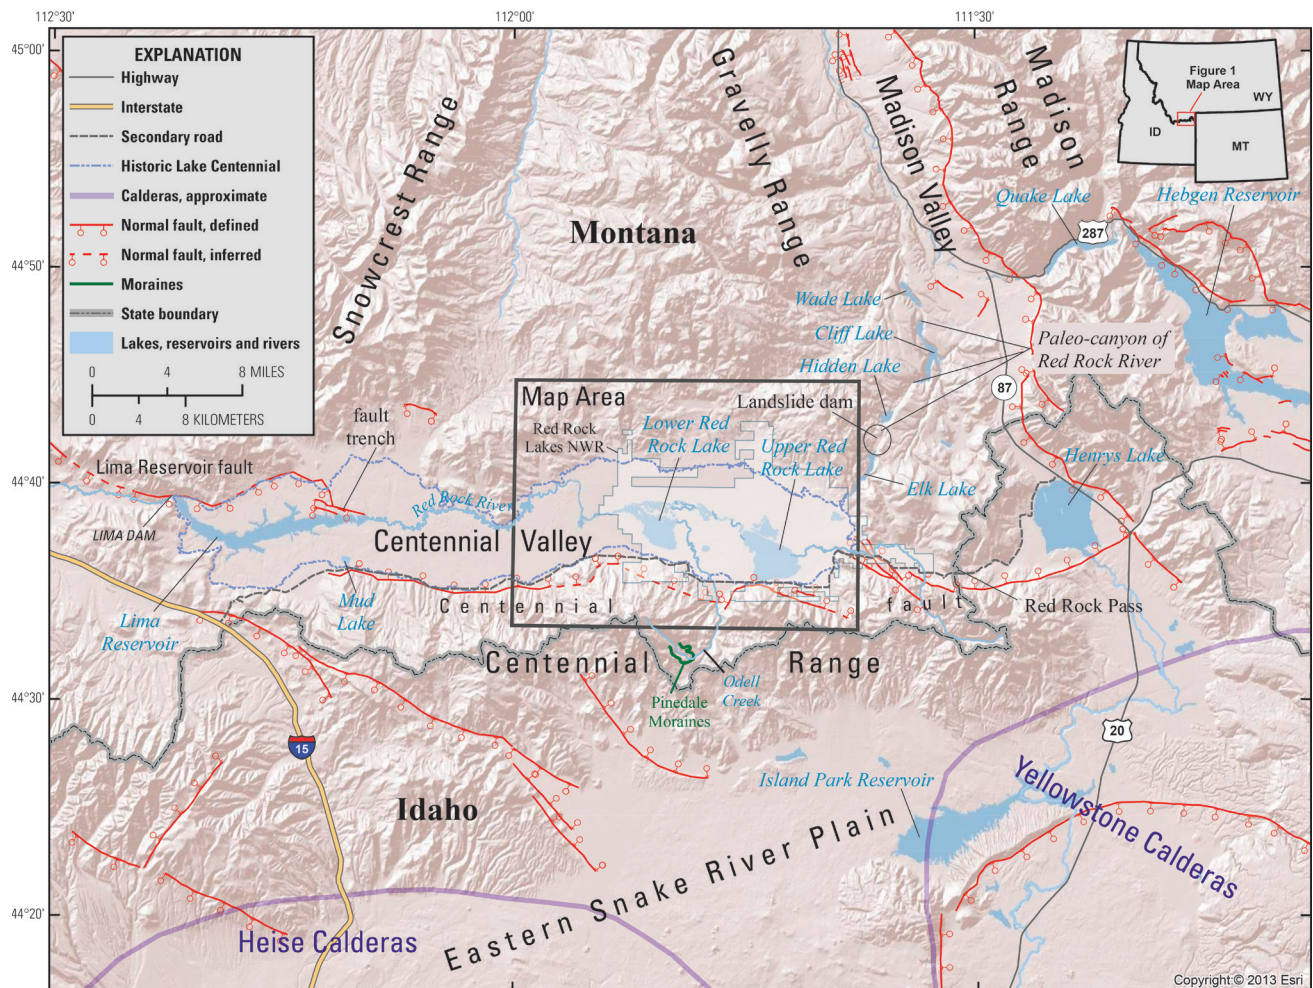 112°30'
112°00'
111°30'
45°00'
44°50'
44°40'
44°30'
44°20'
EXPLANATION
Highway
Interstate
Secondary road
Historic Lake Centennial
Calderas, approximate
Normal fault, defined
Normal fault, inferred
Moraines
State boundary
Lakes, reservoirs and rivers
0 4 8 MILES
0 4 8 KILOMETERS
Figure 1
Map Area
WY
ID
MT
Snowcrest Range
Gravelly Range
Madison Valley
Madison
Range
Montana
Quake Lake
Hebgen Reservoir
287
Wade Lake
Cliff Lake
Hidden Lake
Paleo-canyon of
Red Rock River
87
Map Area
Landslide dam
Red Rock
Lakes NWR
Lower Red
Rock Lake
Upper Red
Rock Lake
fault
trench
Lima Reservoir fault
Henrys Lake
Elk Lake
Red Rock River
LIMA DAM
Centennial Valley
Mud
Lake
Lima
Reservoir
Centennial
fault
Red Rock Pass
Centennial Range
Odell
Creek
Pinedale
Moraines
15
20
Island Park Reservoir
Yellowstone Calderas
Idaho
Eastern Snake River Plain
Heise Calderas
Copyright:© 2013 Esri